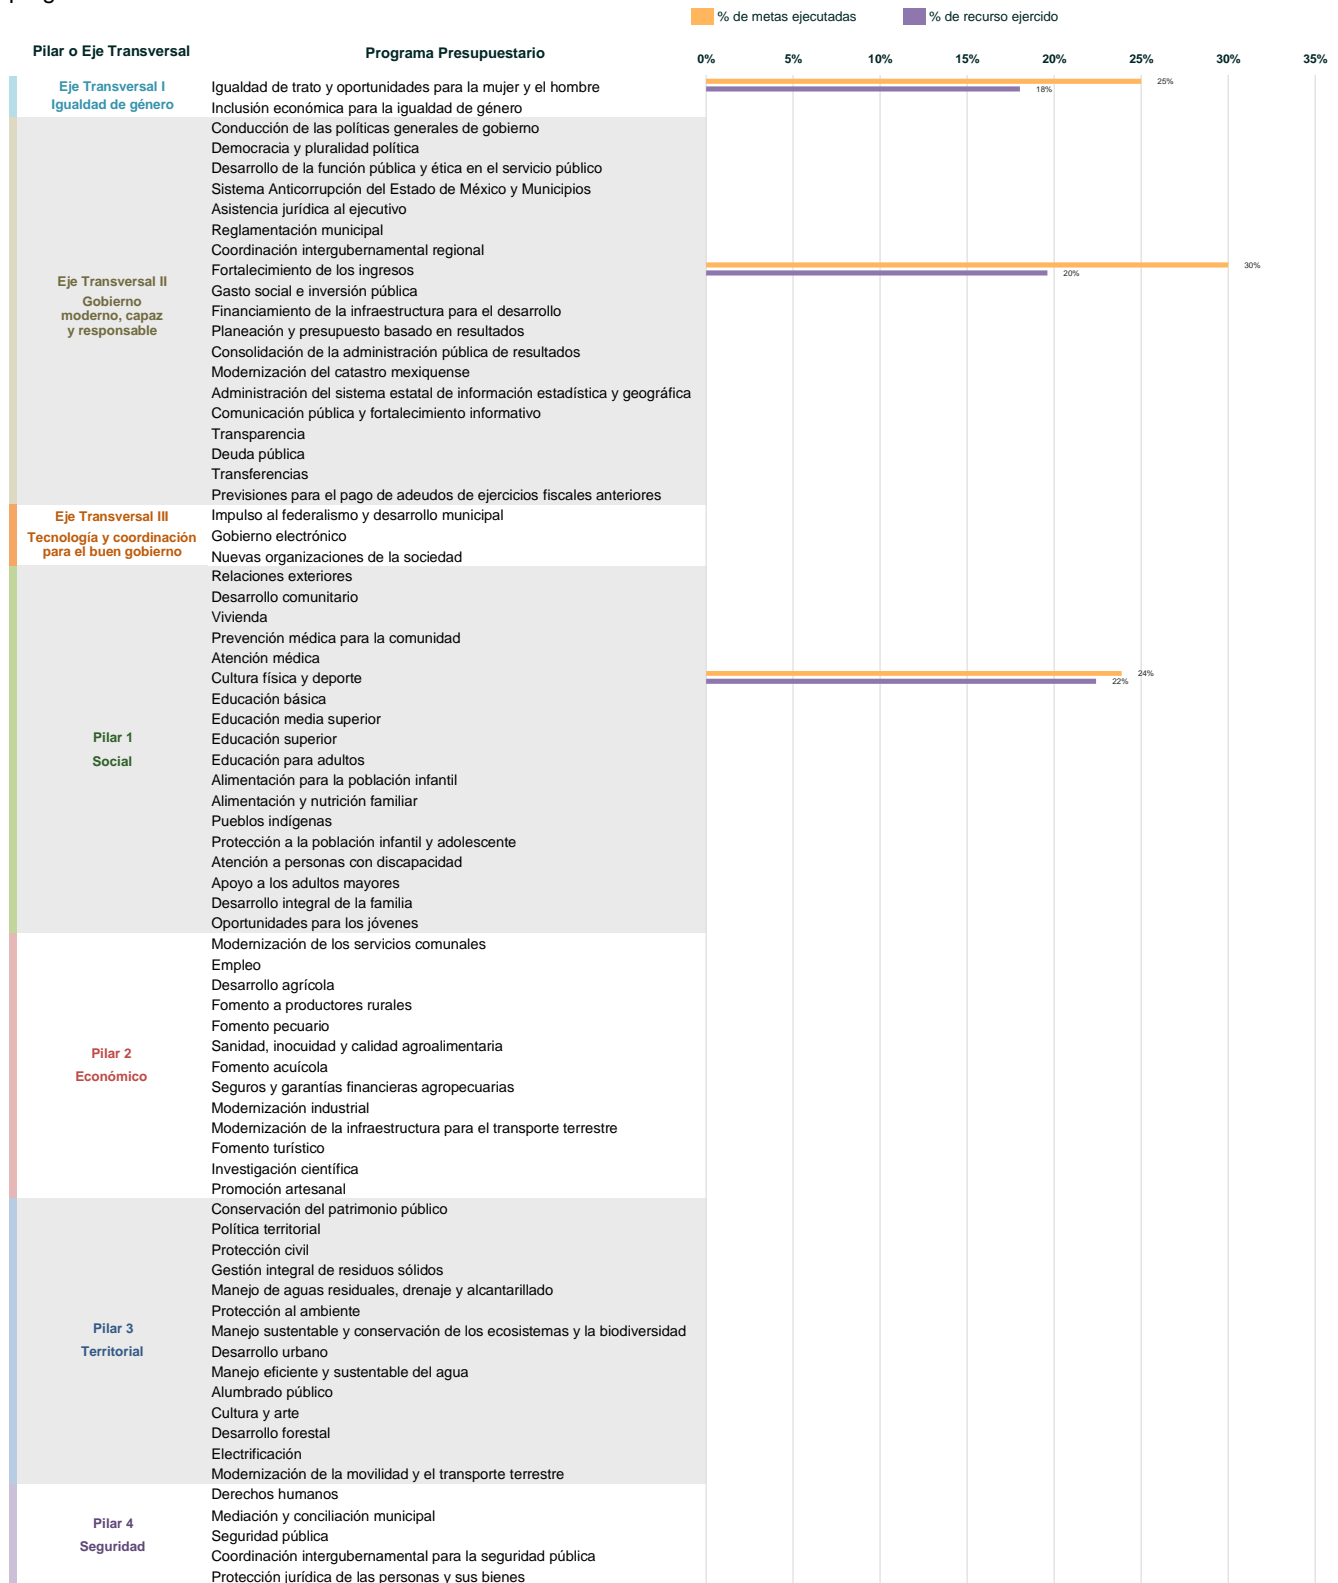 % de metas ejecutadas % de recurso ejercido
Pilar o Eje Transversal Programa Presupuestario 0% 5% 10% 15% 20% 25% 30% 35%
Eje Transversal I
Igualdad de género
Igualdad de trato y oportunidades para la mujer y el hombre 25%
18%
Inclusión económica para la igualdad de género
Eje Transversal II
Gobierno
moderno, capaz
y responsable
Conducción de las políticas generales de gobierno
Democracia y pluralidad política
Desarrollo de la función pública y ética en el servicio público
Sistema Anticorrupción del Estado de México y Municipios
Asistencia jurídica al ejecutivo
Reglamentación municipal
Coordinación intergubernamental regional
Fortalecimiento de los ingresos 30%
20%
Gasto social e inversión pública
Financiamiento de la infraestructura para el desarrollo
Planeación y presupuesto basado en resultados
Consolidación de la administración pública de resultados
Modernización del catastro mexiquense
Administración del sistema estatal de información estadística y geográfica
Comunicación pública y fortalecimiento informativo
Transparencia
Deuda pública
Transferencias
Previsiones para el pago de adeudos de ejercicios fiscales anteriores
Eje Transversal III
Tecnología y coordinación
para el buen gobierno
Impulso al federalismo y desarrollo municipal
Gobierno electrónico
Nuevas organizaciones de la sociedad
Pilar 1
Social
Relaciones exteriores
Desarrollo comunitario
Vivienda
Prevención médica para la comunidad
Atención médica
Cultura física y deporte 24%
22%
Educación básica
Educación media superior
Educación superior
Educación para adultos
Alimentación para la población infantil
Alimentación y nutrición familiar
Pueblos indígenas
Protección a la población infantil y adolescente
Atención a personas con discapacidad
Apoyo a los adultos mayores
Desarrollo integral de la familia
Oportunidades para los jóvenes
Pilar 2
Económico
Modernización de los servicios comunales
Empleo
Desarrollo agrícola
Fomento a productores rurales
Fomento pecuario
Sanidad, inocuidad y calidad agroalimentaria
Fomento acuícola
Seguros y garantías financieras agropecuarias
Modernización industrial
Modernización de la infraestructura para el transporte terrestre
Fomento turístico
Investigación científica
Promoción artesanal
Pilar 3
Territorial
Conservación del patrimonio público
Política territorial
Protección civil
Gestión integral de residuos sólidos
Manejo de aguas residuales, drenaje y alcantarillado
Protección al ambiente
Manejo sustentable y conservación de los ecosistemas y la biodiversidad
Desarrollo urbano
Manejo eficiente y sustentable del agua
Alumbrado público
Cultura y arte
Desarrollo forestal
Electrificación
Modernización de la movilidad y el transporte terrestre
Pilar 4
Seguridad
Derechos humanos
Mediación y conciliación municipal
Seguridad pública
Coordinación intergubernamental para la seguridad pública
Protección jurídica de las personas y sus bienes